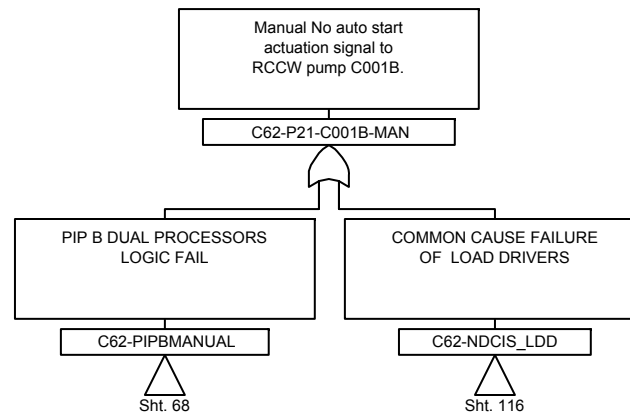 Manual No auto start
actuation signal to
RCCW pump C001B.
C62-P21-C001B-MAN
PIP B DUAL PROCESSORS
LOGIC FAIL
C62-PIPBMANUAL
Sht. 68
COMMON CAUSE FAILURE
OF LOAD DRIVERS
C62-NDCIS_LDD
Sht. 116